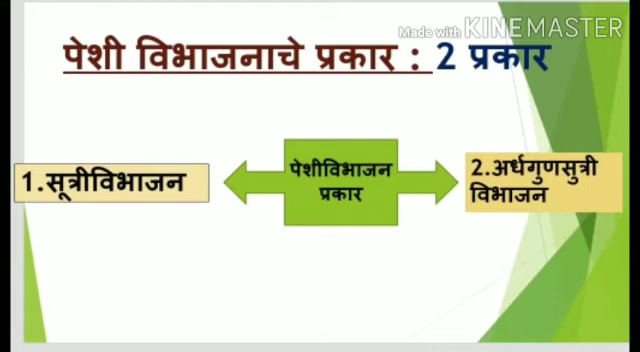 Made with KINEMASTER
पेशी विभाजनाचे प्रकार : 2 प्रकार
1.सूत्रीविभाजन
पेशीविभाजन
प्रकार
2.अर्धगुणसुत्री
विभाजन